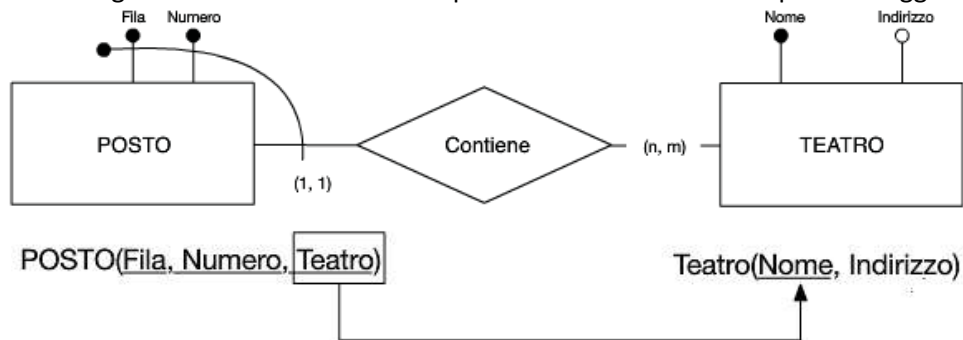 Fila Numero Nome Indirizzo
POSTO Contiene (n, m) TEATRO
(1, 1)
POSTO(Fila, Numero, Teatro) Teatro(Nome, Indirizzo)